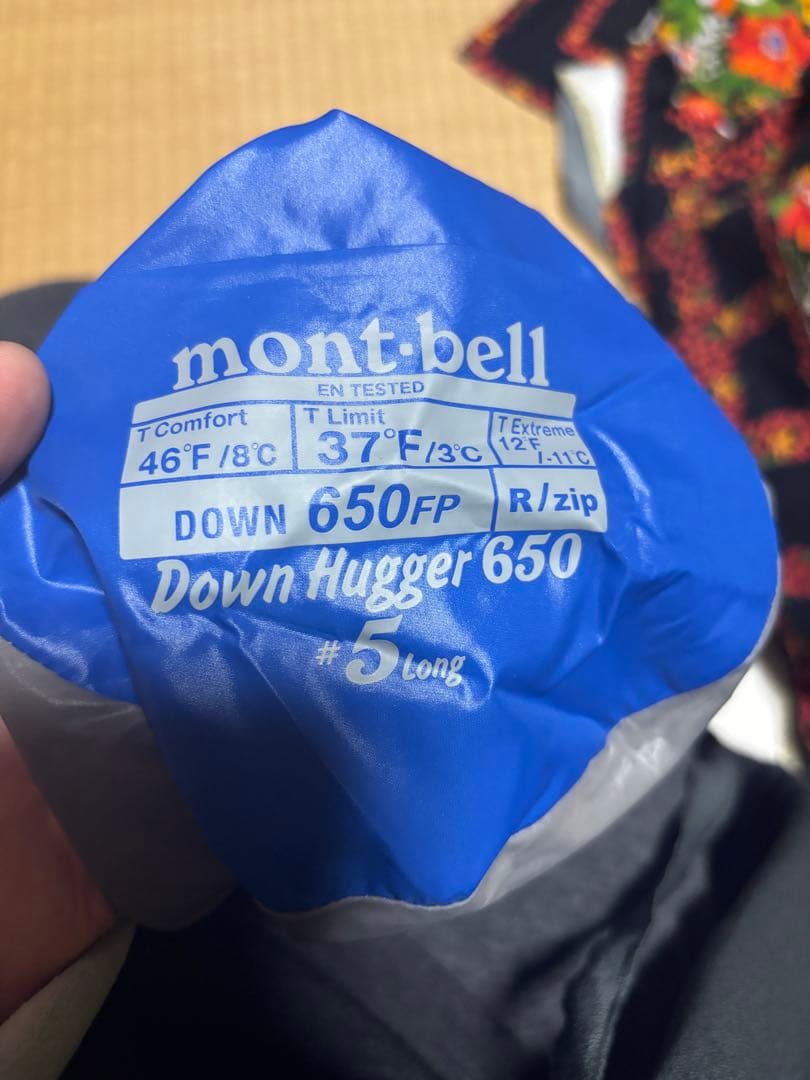 mont·bell
EN TESTED
T Comfort
46°F/8°C
T Limit
37°F/3°C
T Extreme
12°F
/-11°C
DOWN 650FP
R/zip
Down Hugger 650
#5 Long